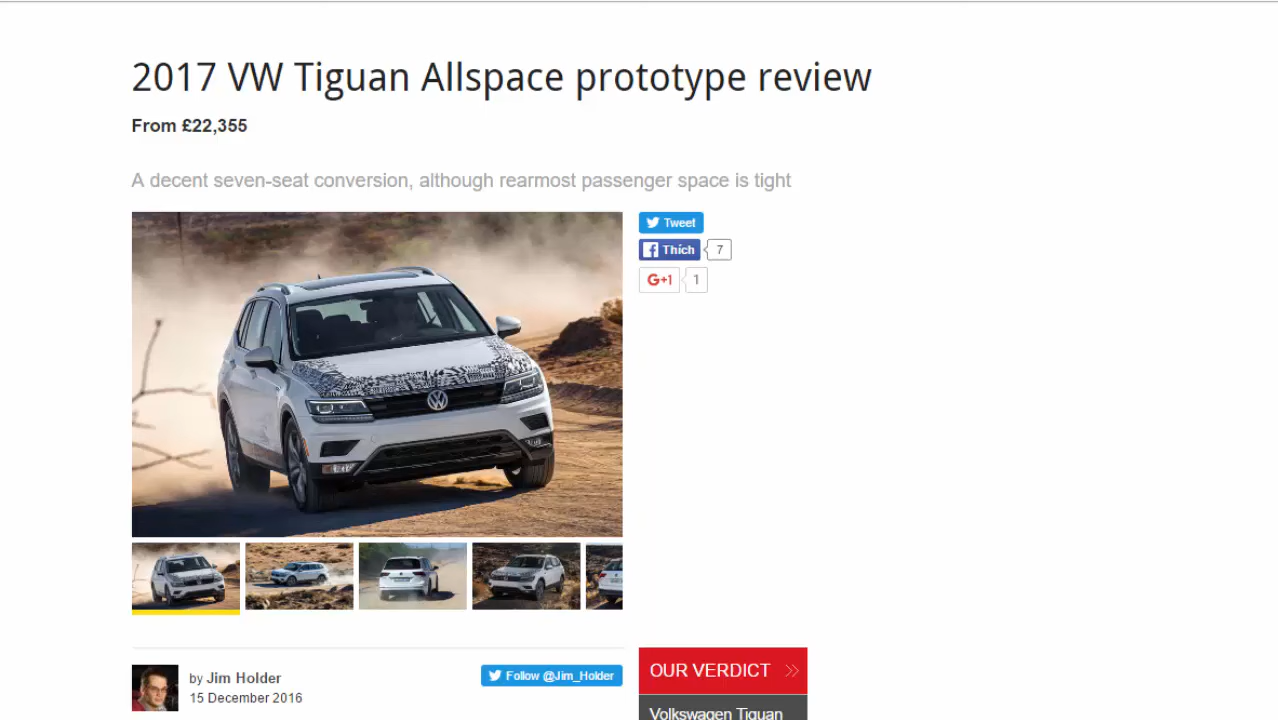 2017 VW Tiguan Allspace prototype review
From £22,355
A decent seven-seat conversion, although rearmost passenger space is tight
Tweet
Thích 7
G+1 1
by Jim Holder
15 December 2016
Follow @Jim_Holder
OUR VERDICT
Volkswagen Tiguan